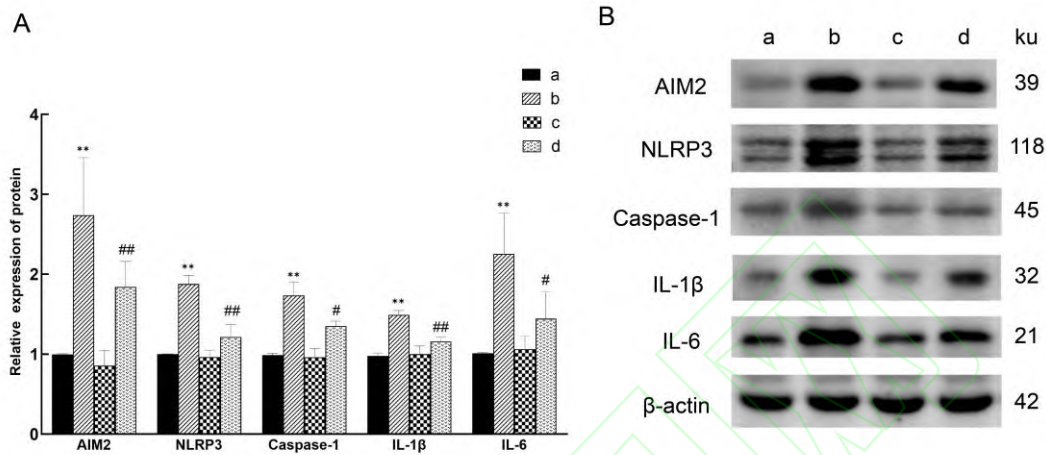 A
a
b
c
d
Relative expression of protein
4
3
2
1
0
**
##
**
##
**
#
**
##
**
#
AIM2 NLRP3 Caspase-1 IL-1β IL-6
B
a b c d ku
AIM2 39
NLRP3 118
Caspase-1 45
IL-1β 32
IL-6 21
β-actin 42